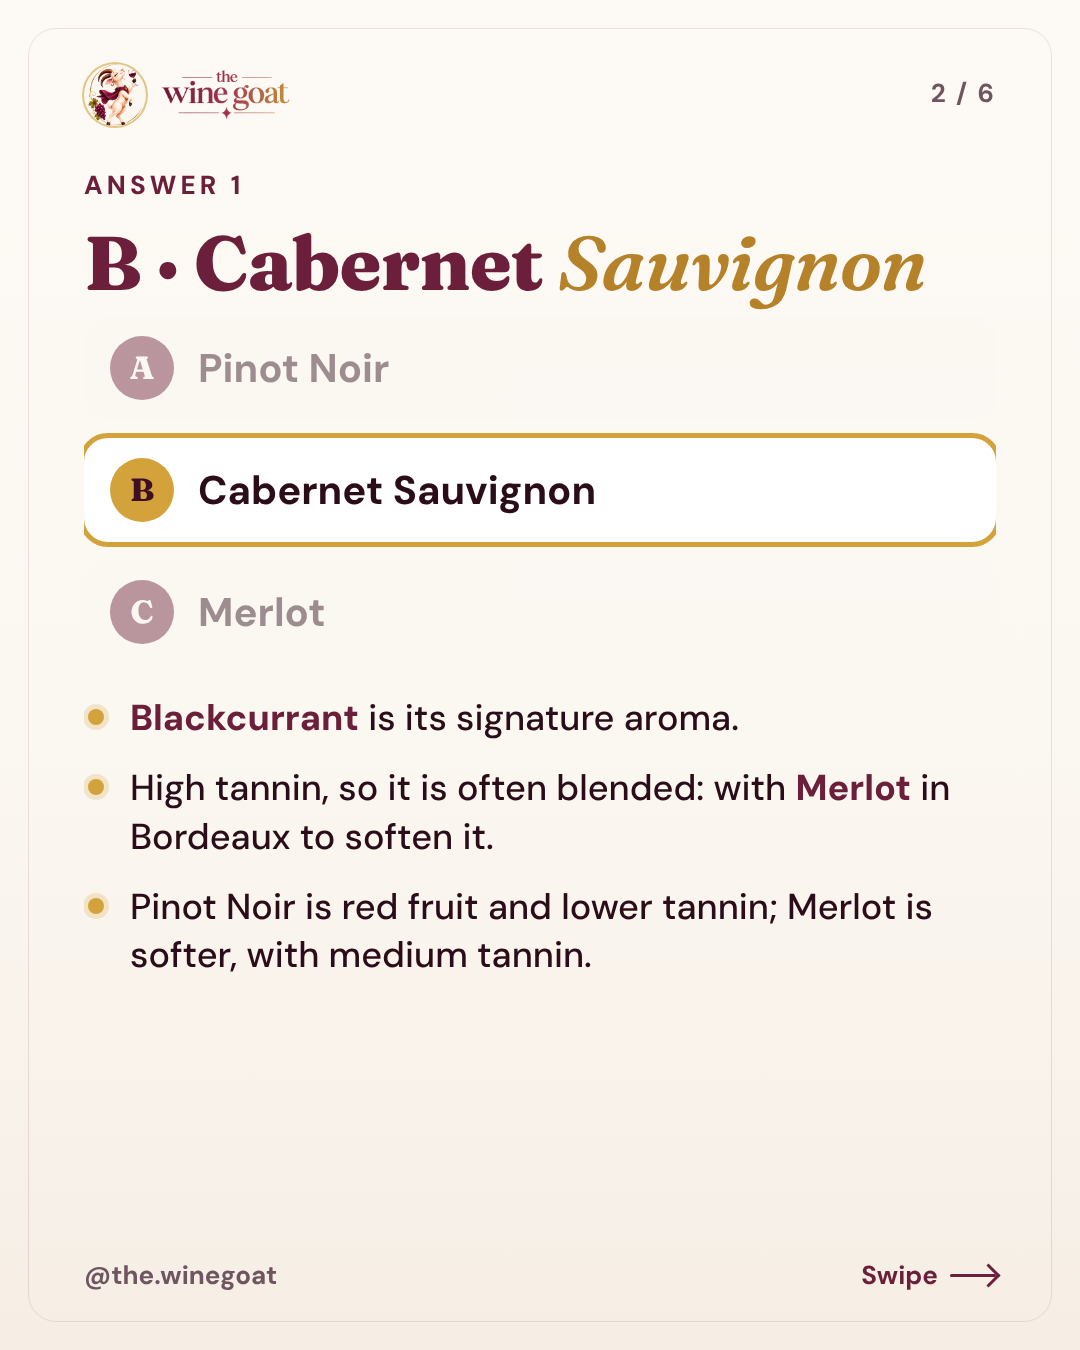 the
wine goat
2 / 6
ANSWER 1
B · Cabernet Sauvignon
A Pinot Noir
B Cabernet Sauvignon
C Merlot
Blackcurrant is its signature aroma.
High tannin, so it is often blended: with Merlot in
Bordeaux to soften it.
Pinot Noir is red fruit and lower tannin; Merlot is
softer, with medium tannin.
@the.winegoat
Swipe